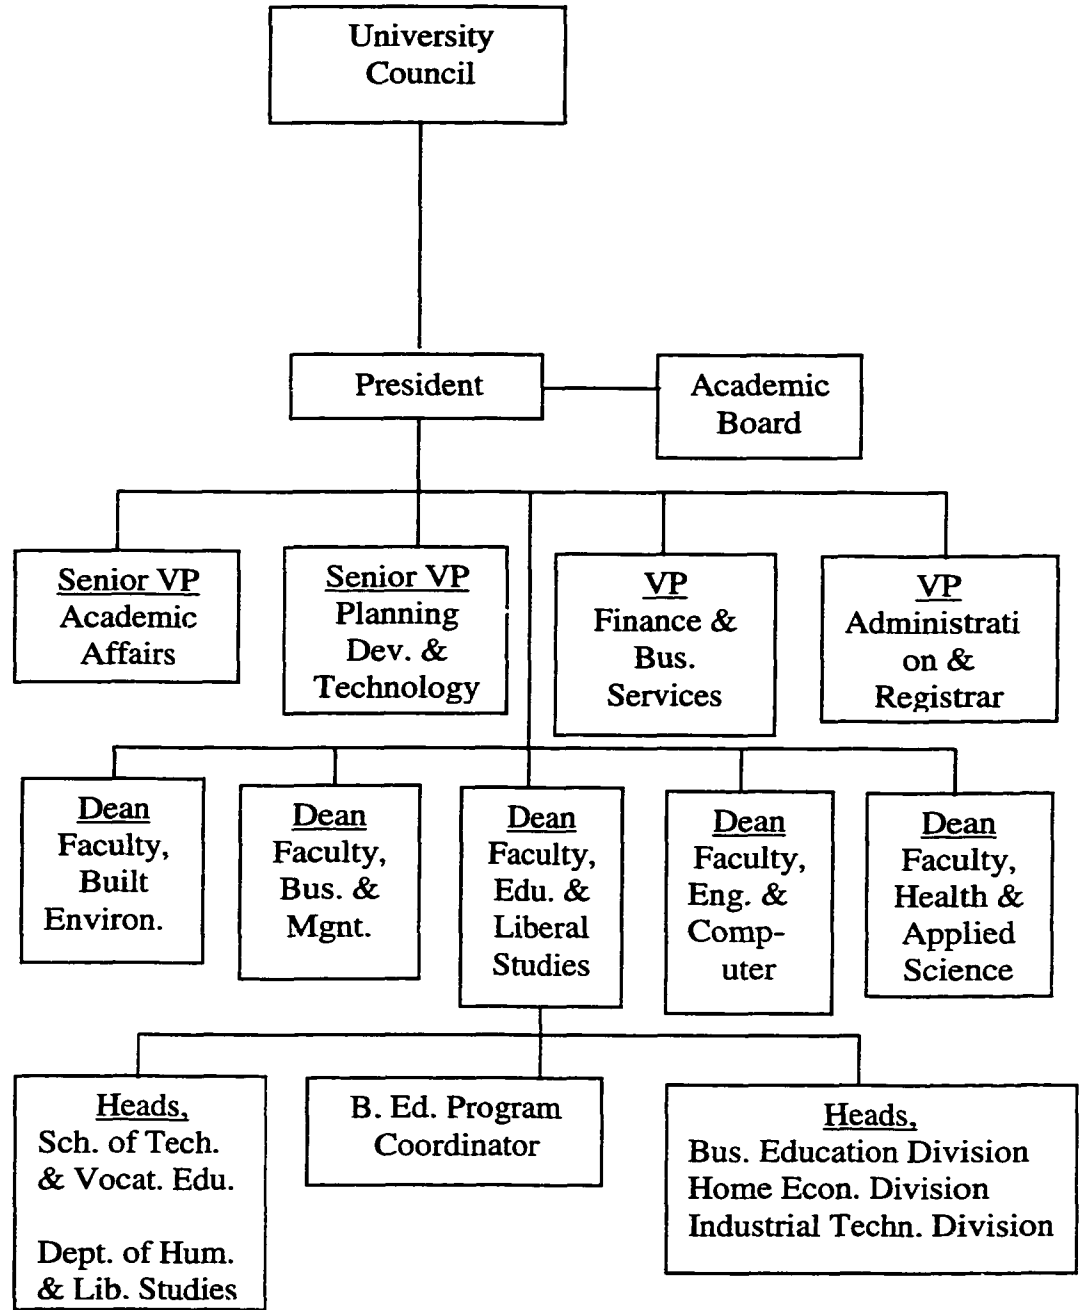 University
Council
President
Academic
Board
Senior VP
Academic
Affairs
Senior VP
Planning
Dev. &
Technology
VP
Finance &
Bus.
Services
VP
Administrati
on &
Registrar
Dean
Faculty,
Built
Environ.
Dean
Faculty,
Bus. &
Mgnt.
Dean
Faculty,
Edu. &
Liberal
Studies
Dean
Faculty,
Eng. &
Comp-
uter
Dean
Faculty,
Health &
Applied
Science
Heads,
Sch. of Tech.
& Vocat. Edu.
Dept. of Hum.
& Lib. Studies
B. Ed. Program
Coordinator
Heads,
Bus. Education Division
Home Econ. Division
Industrial Techn. Division